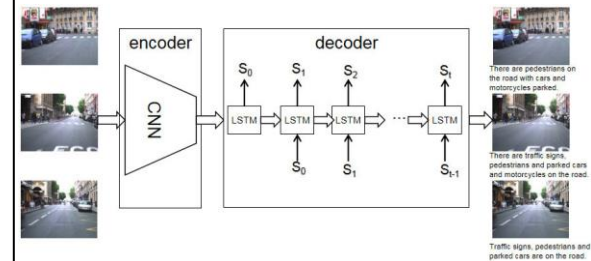 encoder
decoder
CNN
S0
S1
S2
St
LSTM
LSTM
LSTM
LSTM
S0
S1
St-1
There are pedestrians on
the road with cars and
motorcycles parked.
There are traffic signs,
pedestrians and parked cars
and motorcycles on the road.
Traffic signs, pedestrians and
parked cars are on the road.